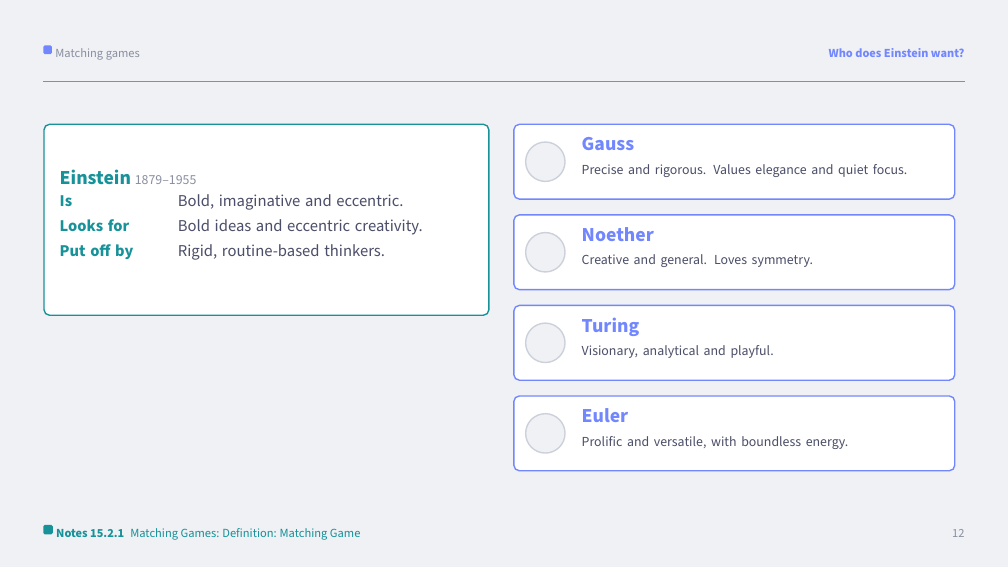 Matching games
Who does Einstein want?
Einstein 1879–1955
Is Bold, imaginative and eccentric.
Looks for Bold ideas and eccentric creativity.
Put off by Rigid, routine-based thinkers.
Gauss
Precise and rigorous. Values elegance and quiet focus.
Noether
Creative and general. Loves symmetry.
Turing
Visionary, analytical and playful.
Euler
Prolific and versatile, with boundless energy.
Notes 15.2.1 Matching Games: Definition: Matching Game
12